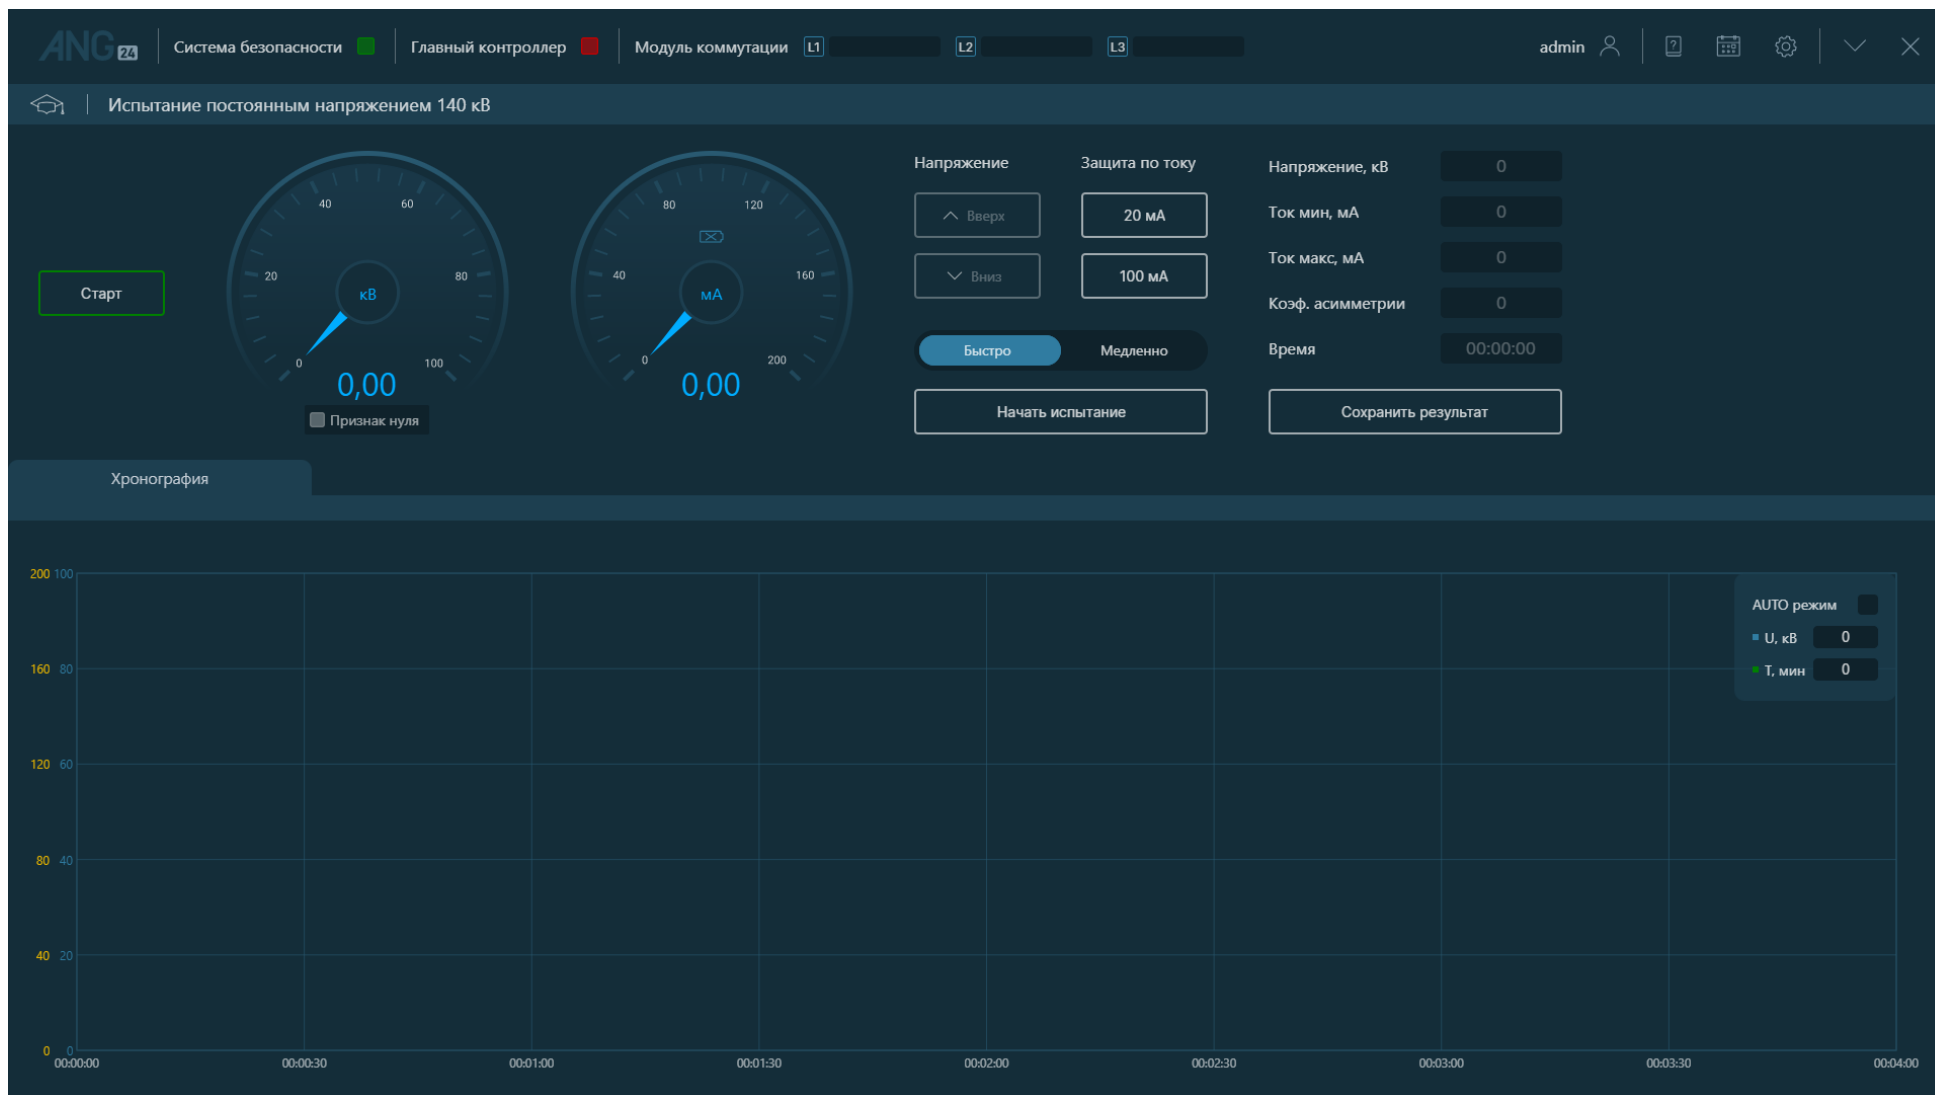 ANG 24 Система безопасности Главный контроллер Модуль коммутации L1 L2 L3 admin ?
Испытание постоянным напряжением 140 кВ
Старт
0 20 40 60 80 100
кВ
0,00
Признак нуля
0 40 80 120 160 200
мА
0,00
Напряжение
Вверх
Вниз
Защита по току
20 мА
100 мА
Быстро Медленно
Начать испытание
Напряжение, кВ 0
Ток мин, мА 0
Ток макс, мА 0
Коэф. асимметрии 0
Время 00:00:00
Сохранить результат
Хронография
200 100
160 80
120 60
80 40
40 20
0 0
AUTO режим
U, кВ 0
T, мин 0
00:00:00 00:00:30 00:01:00 00:01:30 00:02:00 00:02:30 00:03:00 00:03:30 00:04:00